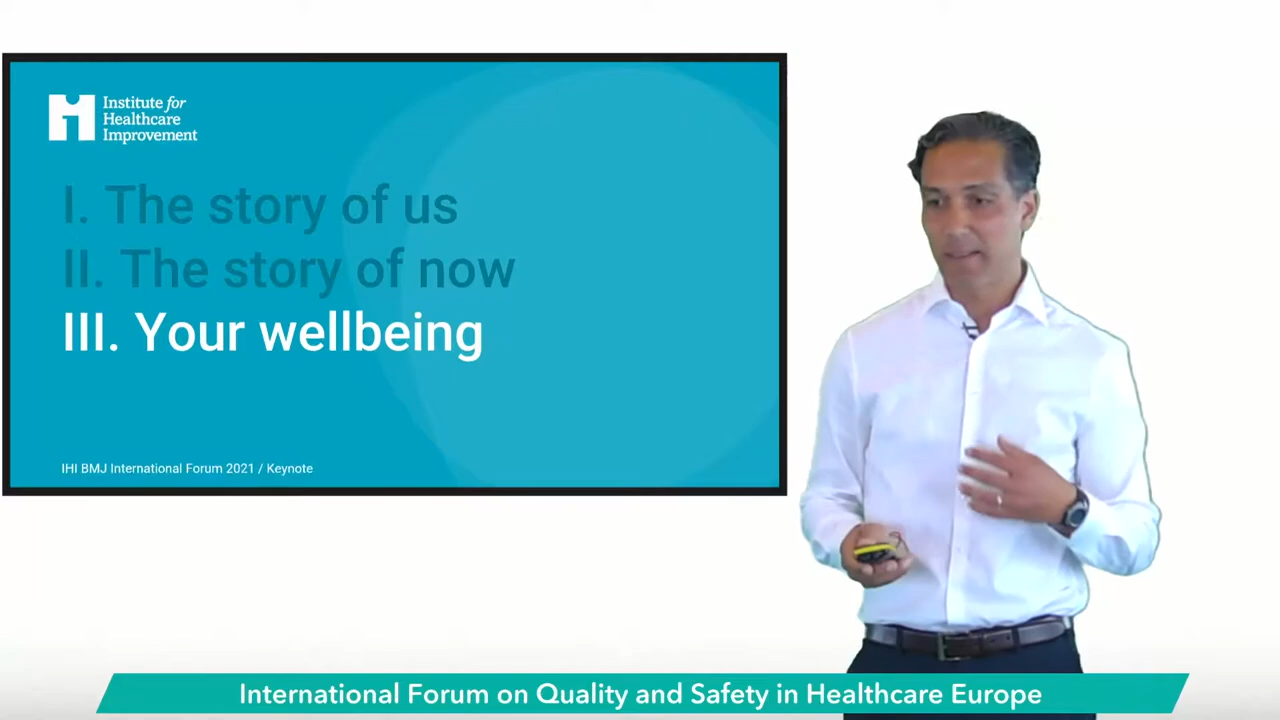 Institute for
Healthcare
Improvement
I. The story of us
II. The story of now
III. Your wellbeing
IHI BMJ International Forum 2021 / Keynote
International Forum on Quality and Safety in Healthcare Europe